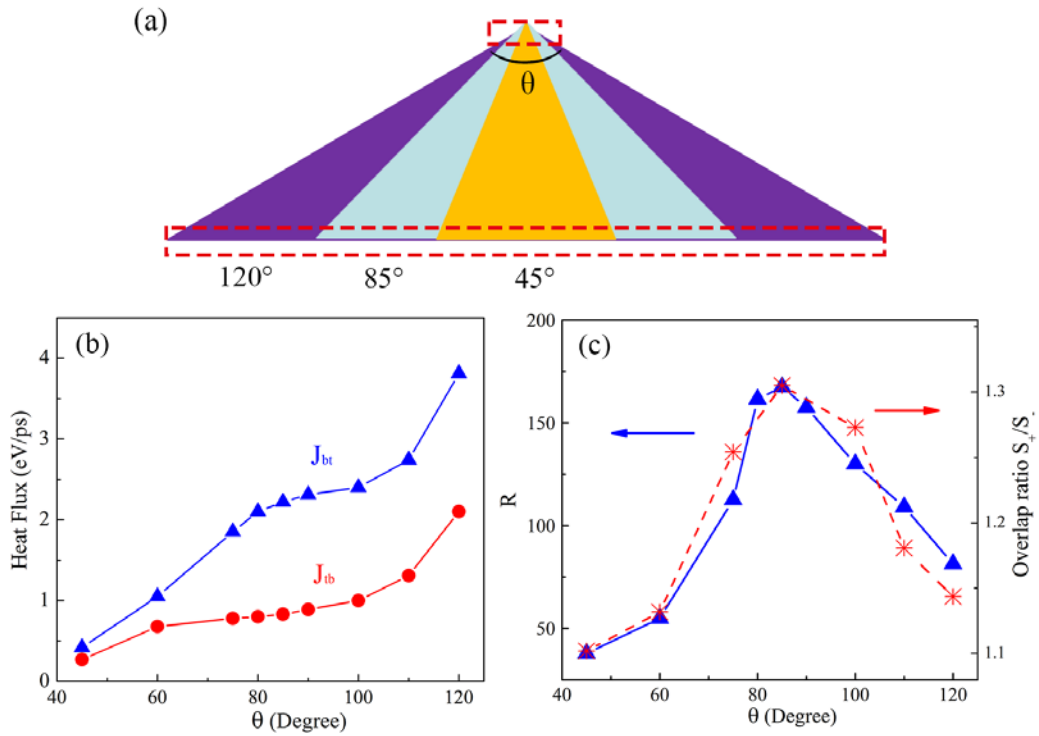 (a)
θ
120° 85° 45°
(b)
Heat Flux (eV/ps)
4
3
2
1
0
J_bt
J_tb
40 60 80 100 120
θ (Degree)
(c)
R
200
150
100
50
1.3
1.2
1.1
Overlap ratio S_+/S_-
40 60 80 100 120
θ (Degree)